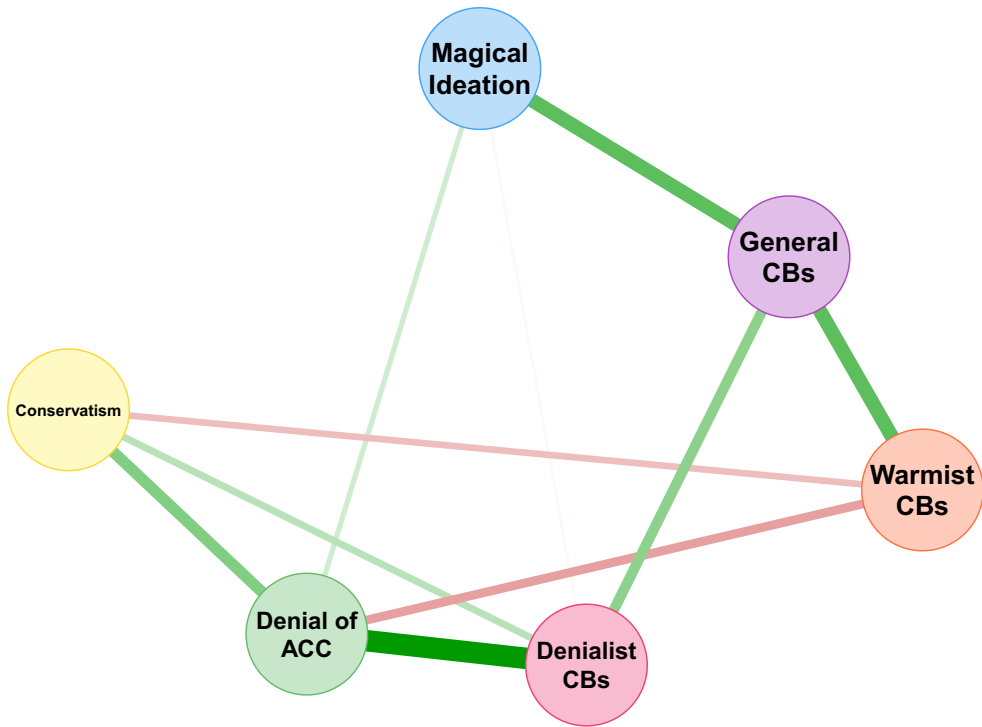 Magical
Ideation
General
CBs
Conservatism
Warmist
CBs
Denial of
ACC
Denialist
CBs